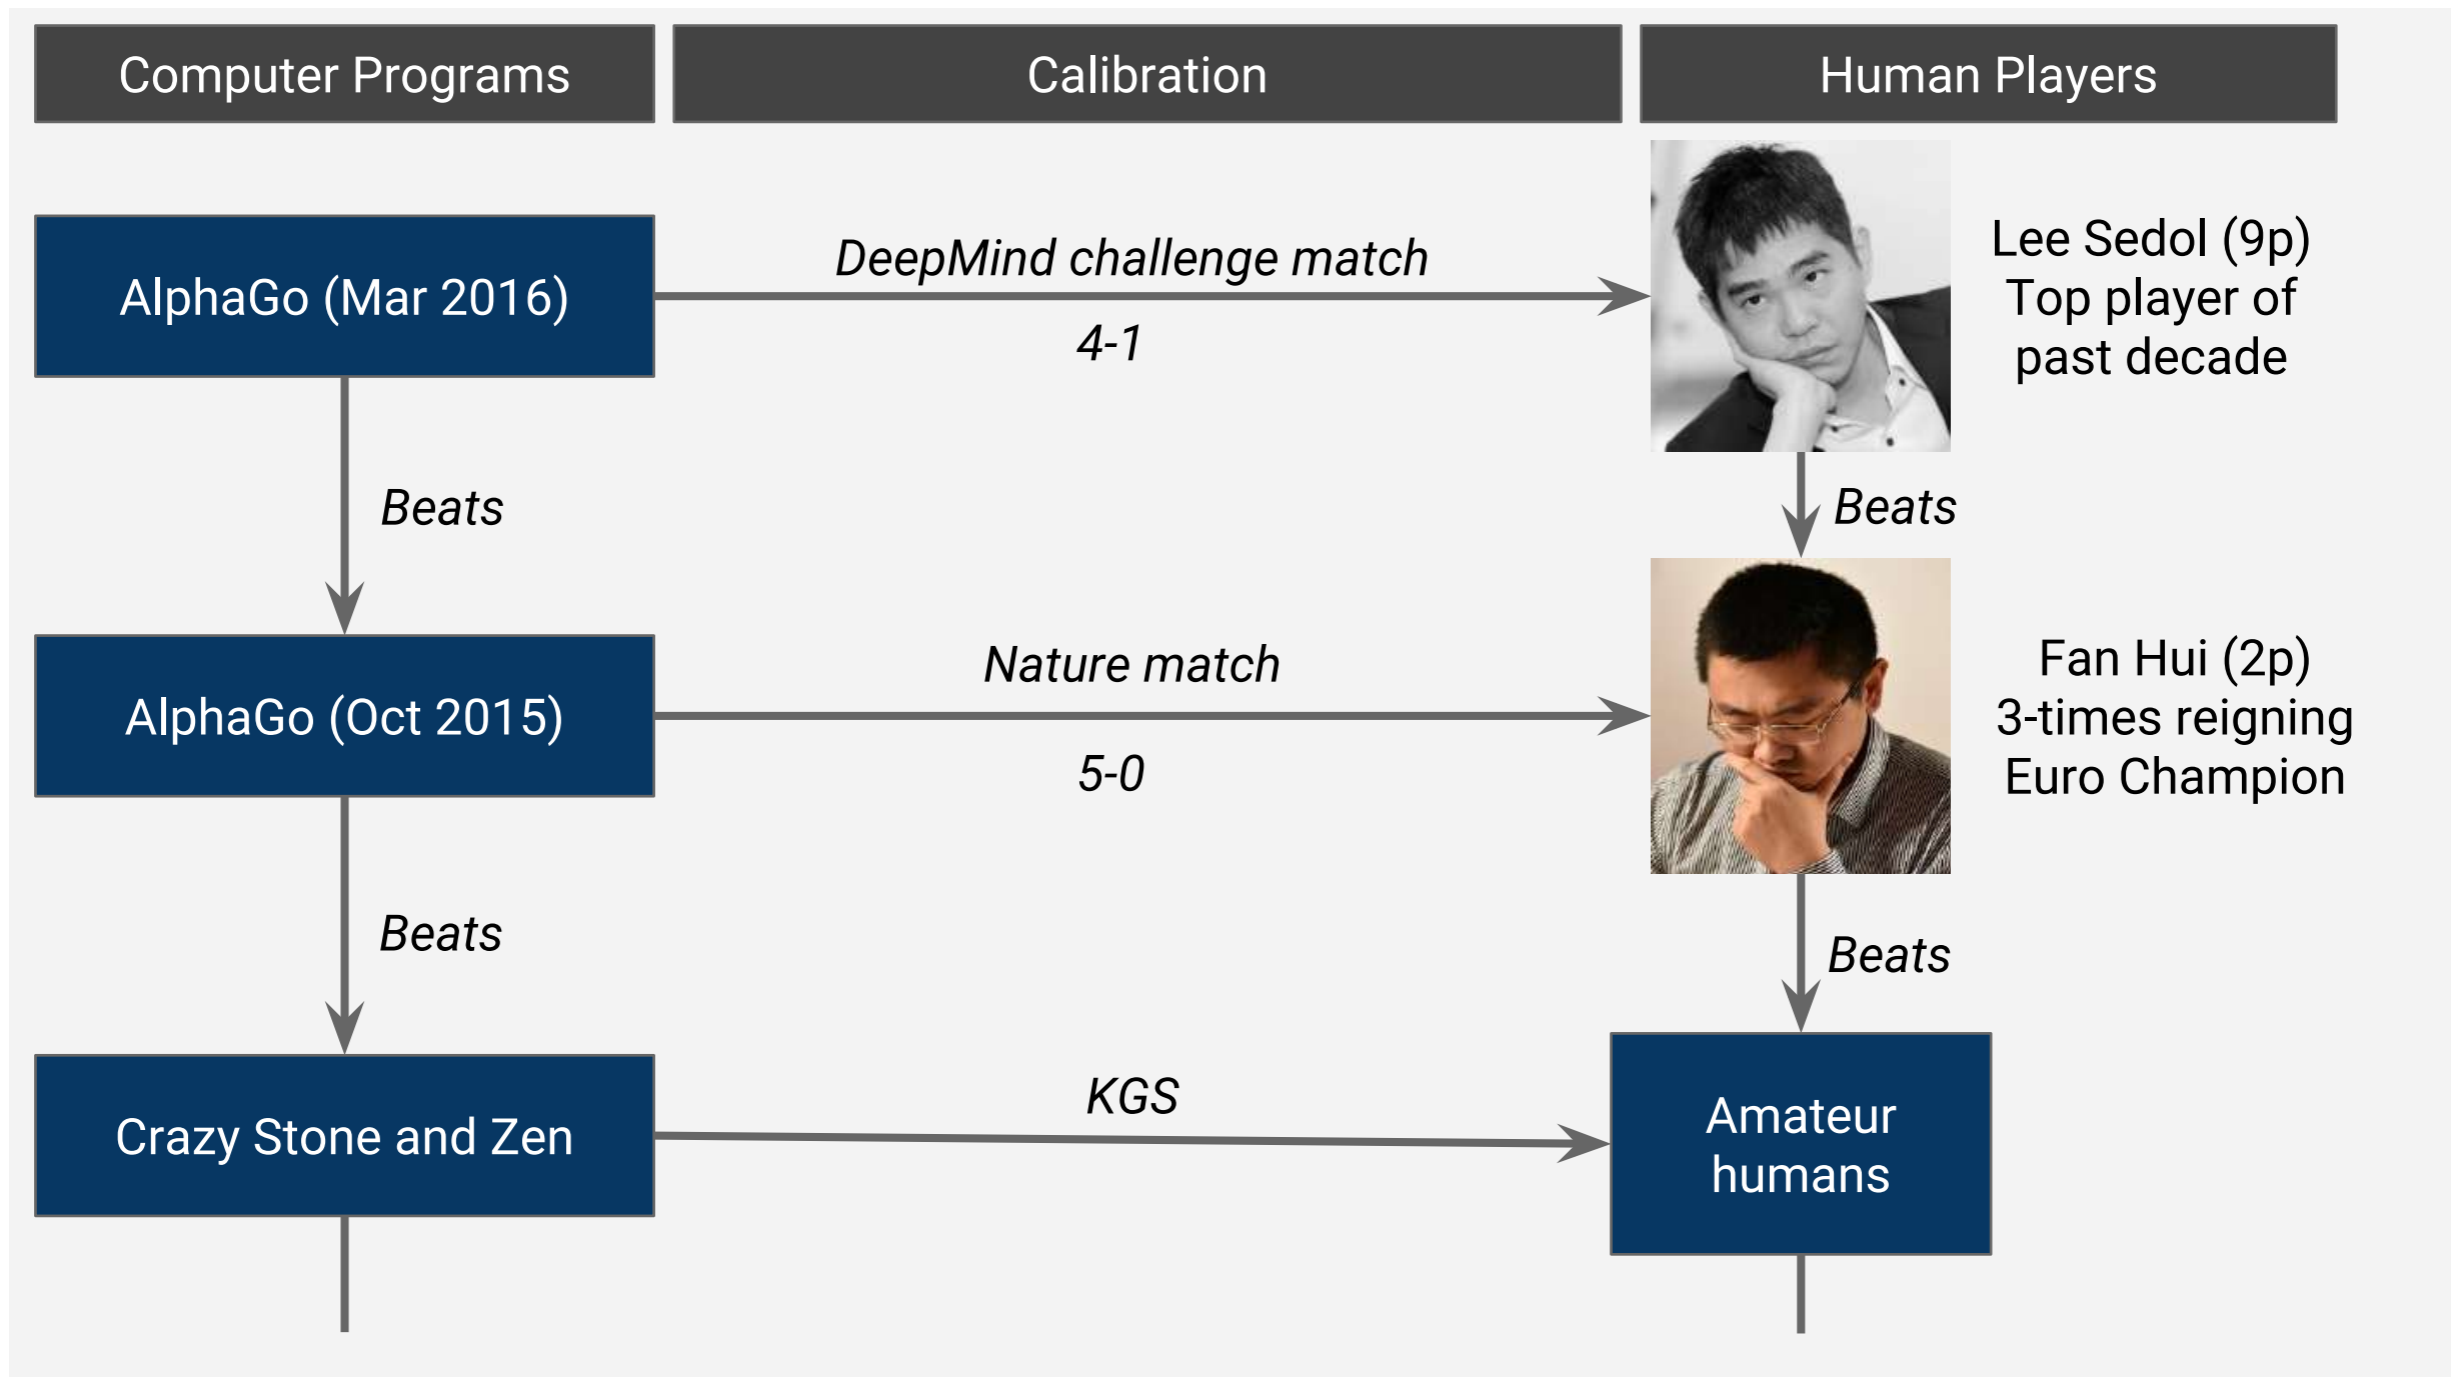 Computer Programs
Calibration
Human Players
AlphaGo (Mar 2016)
DeepMind challenge match
4-1
Lee Sedol (9p)
Top player of
past decade
Beats
Beats
AlphaGo (Oct 2015)
Nature match
5-0
Fan Hui (2p)
3-times reigning
Euro Champion
Beats
Beats
Crazy Stone and Zen
KGS
Amateur
humans